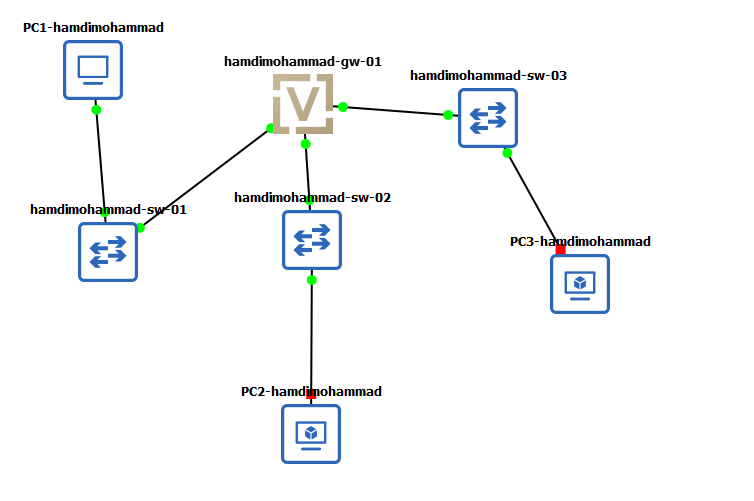 PC1-hamdimohammad
hamdimohammad-gw-01
hamdimohammad-sw-03
hamdimohammad-sw-02
hamdimohammad-sw-01
PC3-hamdimohammad
PC2-hamdimohammad